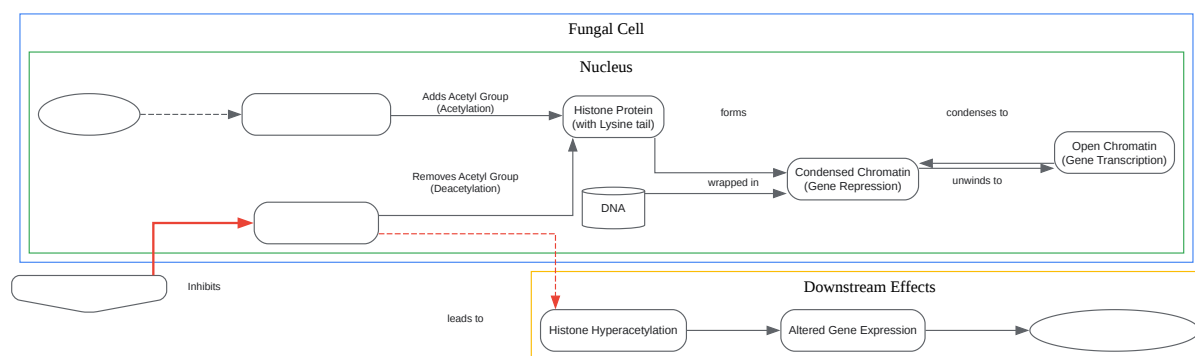 Fungal Cell
Nucleus
Adds Acetyl Group
(Acetylation)
Histone Protein
(with Lysine tail)
forms
condenses to
Open Chromatin
(Gene Transcription)
Removes Acetyl Group
(Deacetylation)
Condensed Chromatin
(Gene Repression)
wrapped in
unwinds to
DNA
Inhibits
Downstream Effects
leads to
Histone Hyperacetylation
Altered Gene Expression